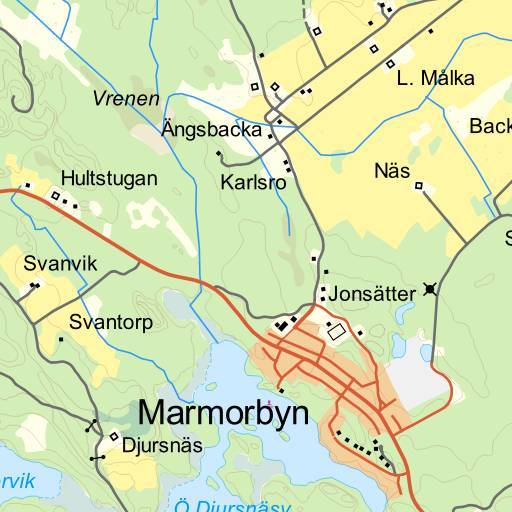 L. Målka
Vrenen
Ängsbacka
Back
Hultstugan
Karlsro
Näs
S
Svanvik
Jonsätter
Svantorp
Marmorbyn
Djursnäs
rvik
Ö Djursnäsv